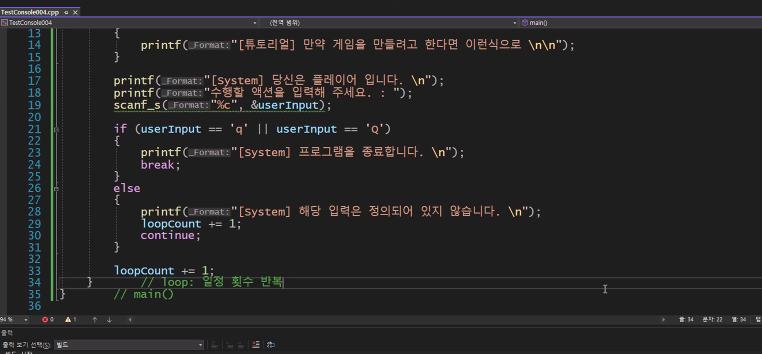 TestConsole004.cpp
TestConsole004 (전역 범위) main()
13 {
14 printf(_Format:"[튜토리얼] 만약 게임을 만들려고 한다면 이런식으로 \n\n");
15 }
16
17 printf(_Format:"[System] 당신은 플레이어 입니다. \n");
18 printf(_Format:"수행할 액션을 입력해 주세요. : ");
19 scanf_s(_Format:"%c", &userInput);
20
21 if (userInput == 'q' || userInput == 'Q')
22 {
23 printf(_Format:"[System] 프로그램을 종료합니다. \n");
24 break;
25 }
26 else
27 {
28 printf(_Format:"[System] 해당 입력은 정의되어 있지 않습니다. \n");
29 loopCount += 1;
30 continue;
31 }
32
33 loopCount += 1;
34 } // loop: 일정 횟수 반복
35 } // main()
36
94 % 0 1 줄: 34 문자: 22 열: 34 탭
출력
출력 보기 선택(S): 빌드